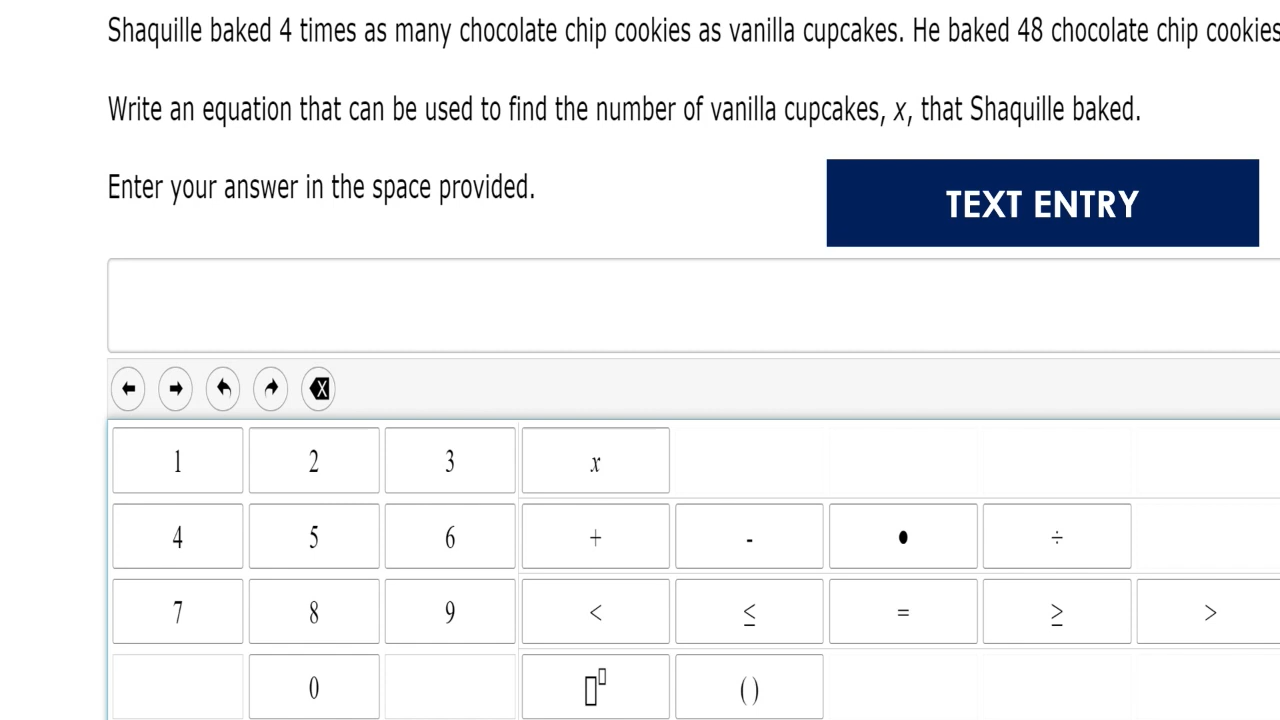 Shaquille baked 4 times as many chocolate chip cookies as vanilla cupcakes. He baked 48 chocolate chip cookies
Write an equation that can be used to find the number of vanilla cupcakes, x, that Shaquille baked.
Enter your answer in the space provided.
TEXT ENTRY
1 2 3 x
4 5 6 + - • ÷
7 8 9 < ≤ = ≥ >
0 ( )